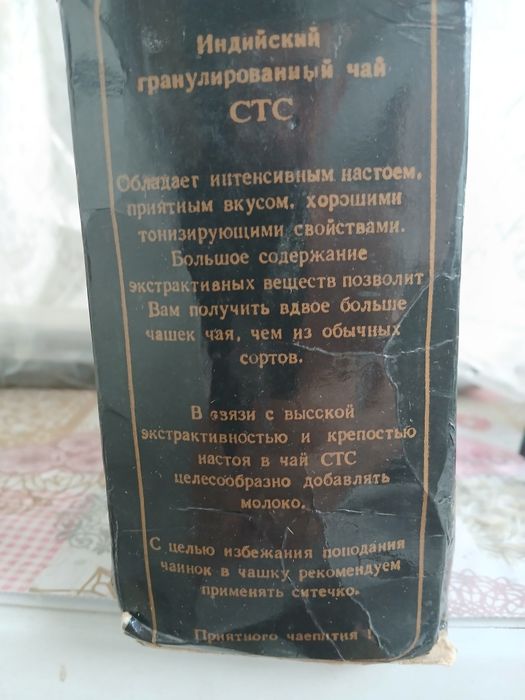 Индийский
гранулированный чай
СТС
Обладает интенсивным настоем,
приятным вкусом, хорошими
тонизирующими свойствами.
Большое содержание
экстрактивных веществ позволит
Вам получить вдвое больше
чашек чая, чем из обычных
сортов.
В связи с высской
экстрактивностью и крепостью
настоя в чай СТС
целесообразно добавлять
молоко.
С целью избежания поподания
чаинок в чашку рекомендуем
применять ситечко.
Приятного чаепития !